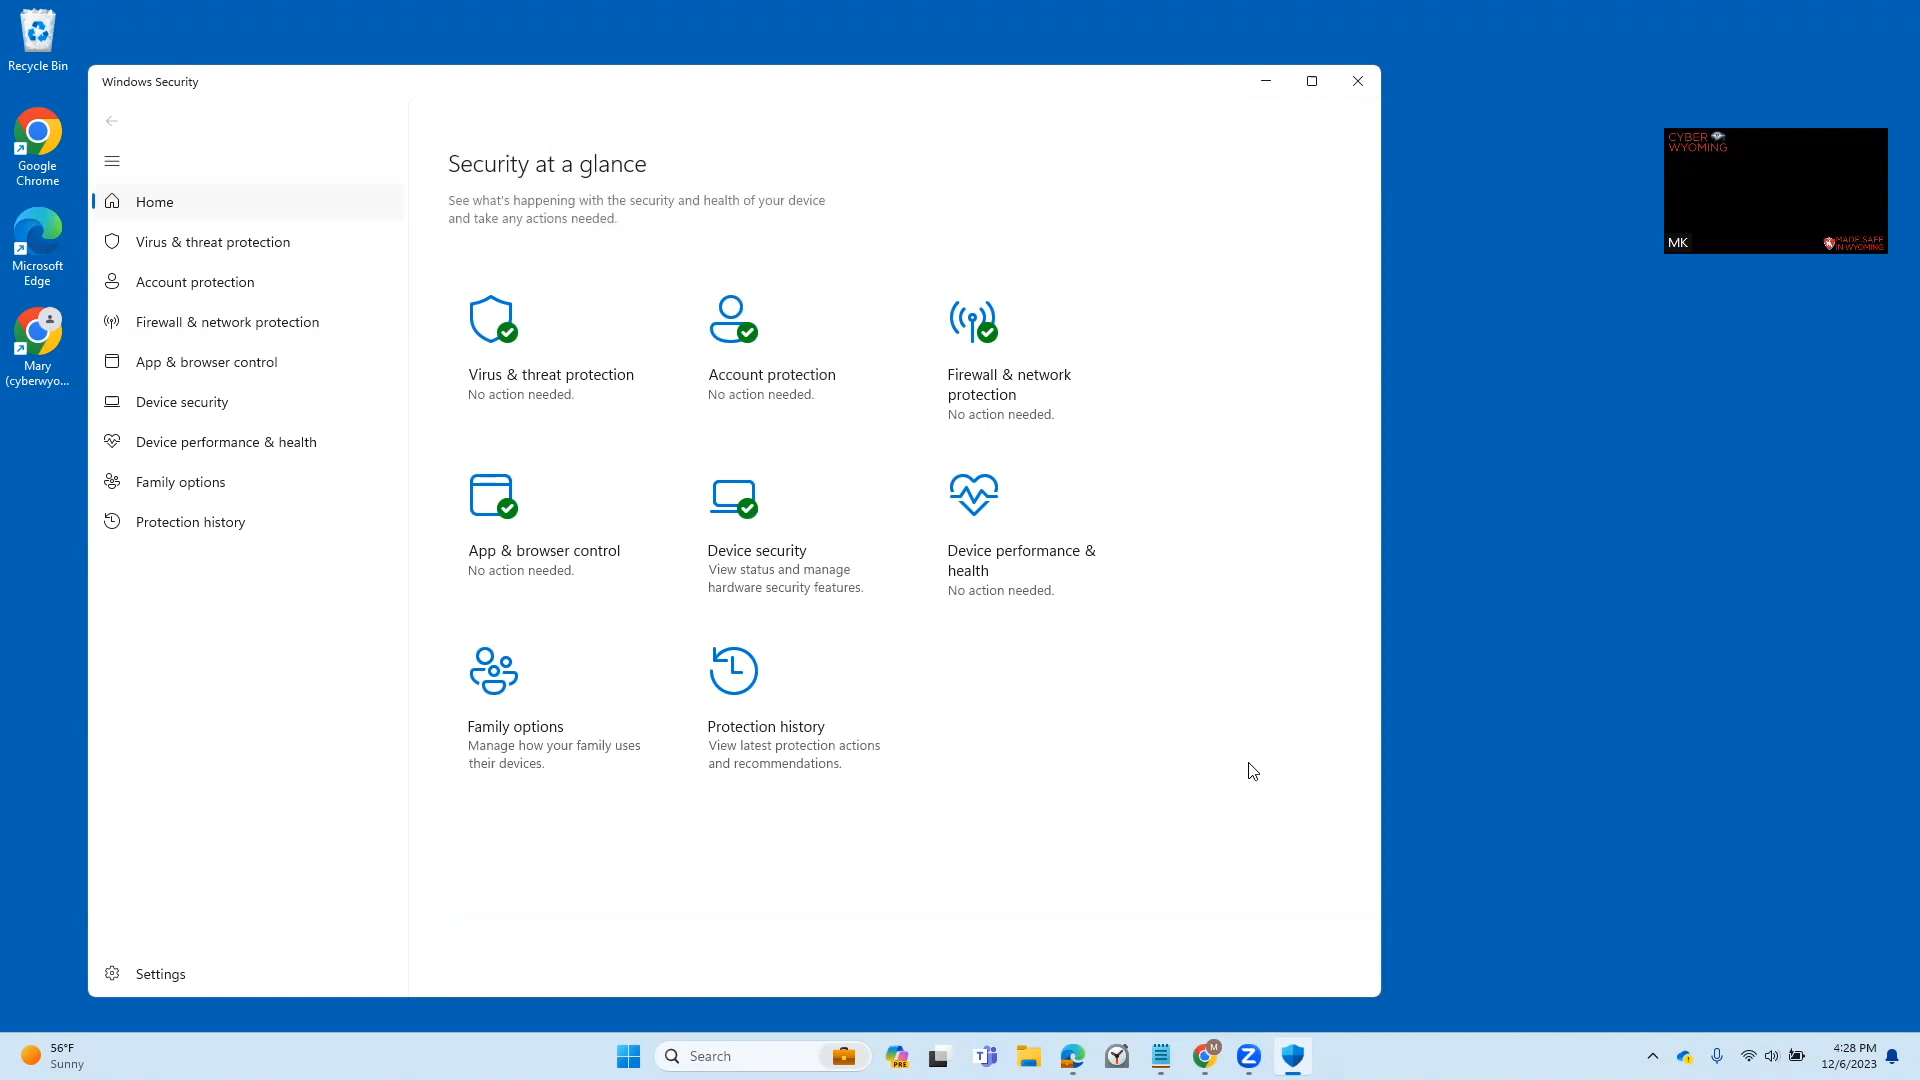 Recycle Bin
Google
Chrome
Microsoft
Edge
Mary
(cyberwyo...
Windows Security
Home
Virus & threat protection
Account protection
Firewall & network protection
App & browser control
Device security
Device performance & health
Family options
Protection history
Settings
Security at a glance
See what's happening with the security and health of your device
and take any actions needed.
Virus & threat protection
No action needed.
Account protection
No action needed.
Firewall & network
protection
No action needed.
App & browser control
No action needed.
Device security
View status and manage
hardware security features.
Device performance &
health
No action needed.
Family options
Manage how your family uses
their devices.
Protection history
View latest protection actions
and recommendations.
CYBER
WYOMING
MK
MADE SAFE
IN WYOMING
56°F
Sunny
Search
PRE
M
4:28 PM
12/6/2023